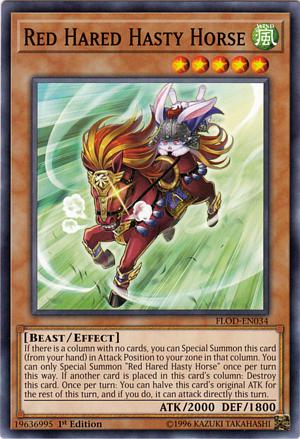 RED HARED HASTY HORSE
WIND
風
FLOD-EN034
[BEAST/EFFECT]
If there is a column with no cards, you can Special Summon this card
(from your hand) in Attack Position to your zone in that column. You
can only Special Summon "Red Hared Hasty Horse" once per turn
this way. If another card is placed in this card's column: Destroy
this card. Once per turn: You can halve this card's original ATK for
the rest of this turn, and if you do, it can attack directly this turn.
ATK/2000 DEF/1800
19636995 1st Edition ©1996 KAZUKI TAKAHASHI